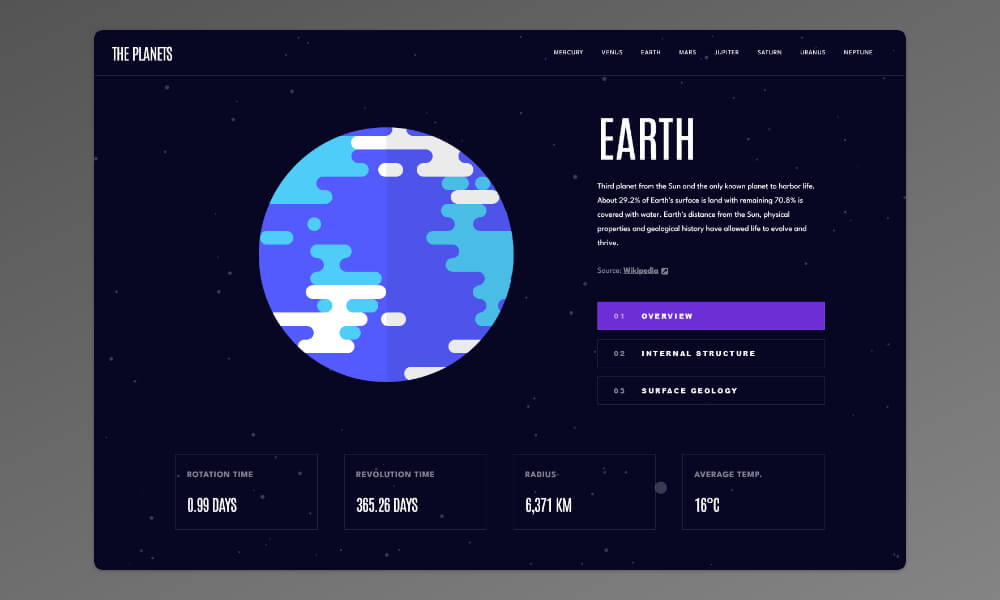 THE PLANETS
MERCURY VENUS EARTH MARS JUPITER SATURN URANUS NEPTUNE
EARTH
Third planet from the Sun and the only known planet to harbor life.
About 29.2% of Earth's surface is land with remaining 70.8% is
covered with water. Earth's distance from the Sun, physical
properties and geological history have allowed life to evolve and
thrive.
Source: Wikipedia
01 OVERVIEW
02 INTERNAL STRUCTURE
03 SURFACE GEOLOGY
ROTATION TIME
0.99 DAYS
REVOLUTION TIME
365.26 DAYS
RADIUS
6,371 KM
AVERAGE TEMP.
16°C